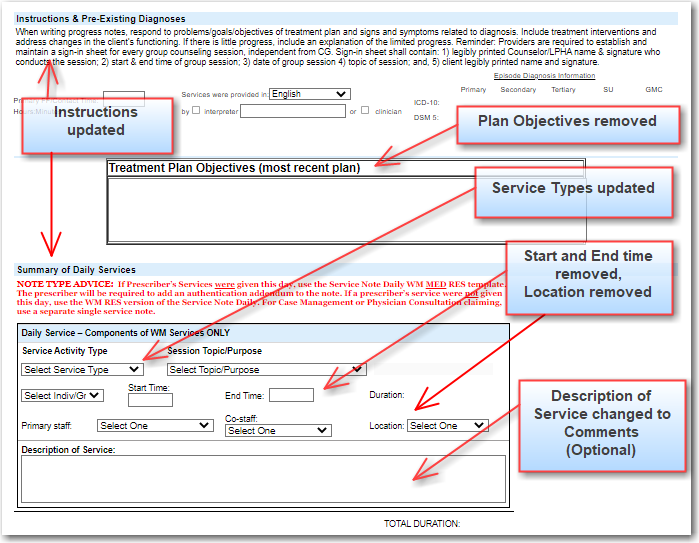 Instructions & Pre-Existing Diagnoses
When writing progress notes, respond to problems/goals/objectives of treatment plan and signs and symptoms related to diagnosis. Include treatment interventions and
address changes in the client's functioning. If there is little progress, include an explanation of the limited progress. Reminder: Providers are required to establish and
maintain a sign-in sheet for every group counseling session, independent from CG. Sign-in sheet shall contain: 1) legibly printed Counselor/LPHA name & signature who
conducts the session; 2) start & end time of group session; 3) date of group session 4) topic of session; and, 5) client legibly printed name and signature.
Episode Diagnosis Information
Primary Secondary Tertiary SU GMC
Services were provided in: English
by interpreter or clinician
ICD-10:
DSM 5:
Instructions
updated
Plan Objectives removed
Treatment Plan Objectives (most recent plan)
Service Types updated
Start and End time
removed,
Location removed
Summary of Daily Services
NOTE TYPE ADVICE: If Prescriber's Services were given this day, use the Service Note Daily WM MED RES template.
The prescriber will be required to add an authentication addendum to the note. If a prescriber's service were not given
this day, use the WM RES version of the Service Note Daily. For Case Management or Physician Consultation claiming,
use a separate single service note.
Daily Service – Components of WM Services ONLY
Service Activity Type Session Topic/Purpose
Select Service Type Select Topic/Purpose
Select Indiv/Gr Start Time: End Time: Duration:
Primary staff: Select One Co-staff: Select One Location: Select One
Description of Service:
Description of
Service changed to
Comments
(Optional)
TOTAL DURATION: